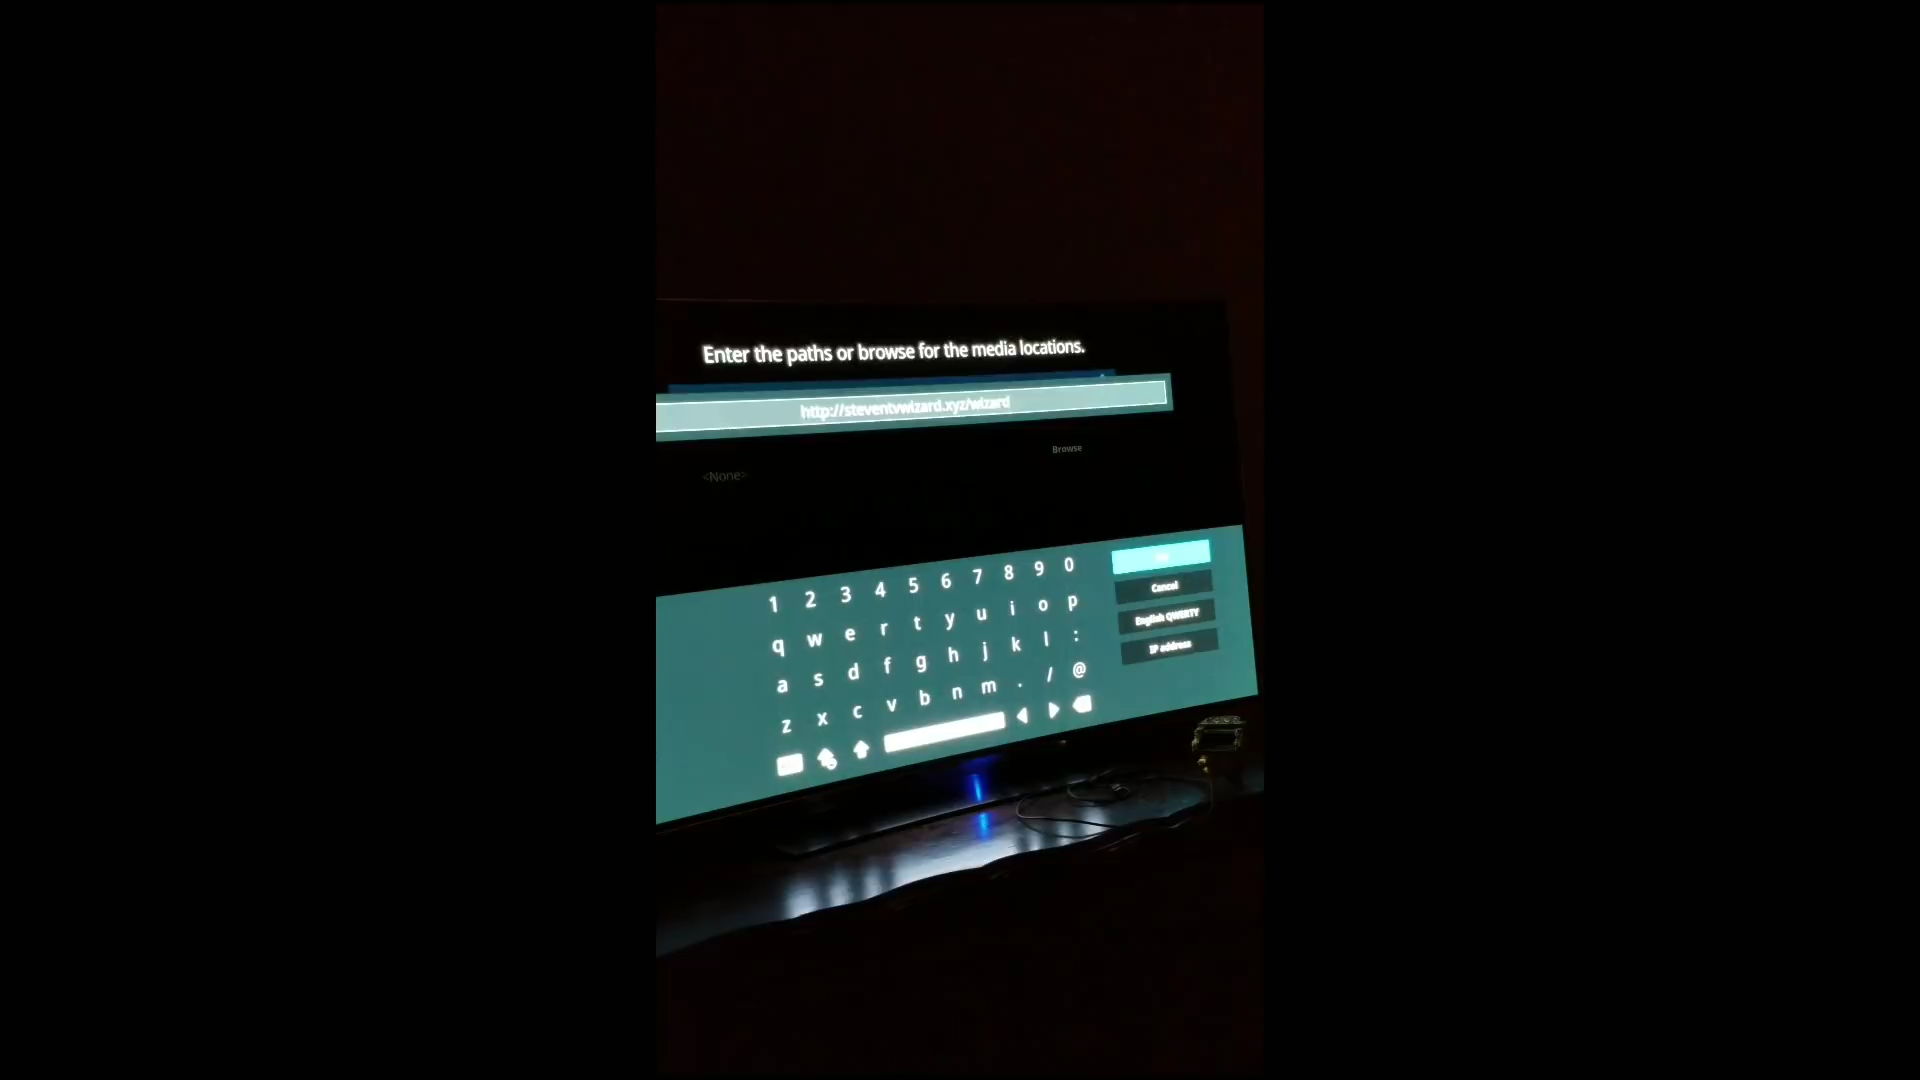 Enter the paths or browse for the media locations.
http://steventvwizard.xyz/wizard
Browse
<None>
1 2 3 4 5 6 7 8 9 0
q w e r t y u i o p
a s d f g h j k l :
z x c v b n m . / @
Cancel
English QWERTY
IP address